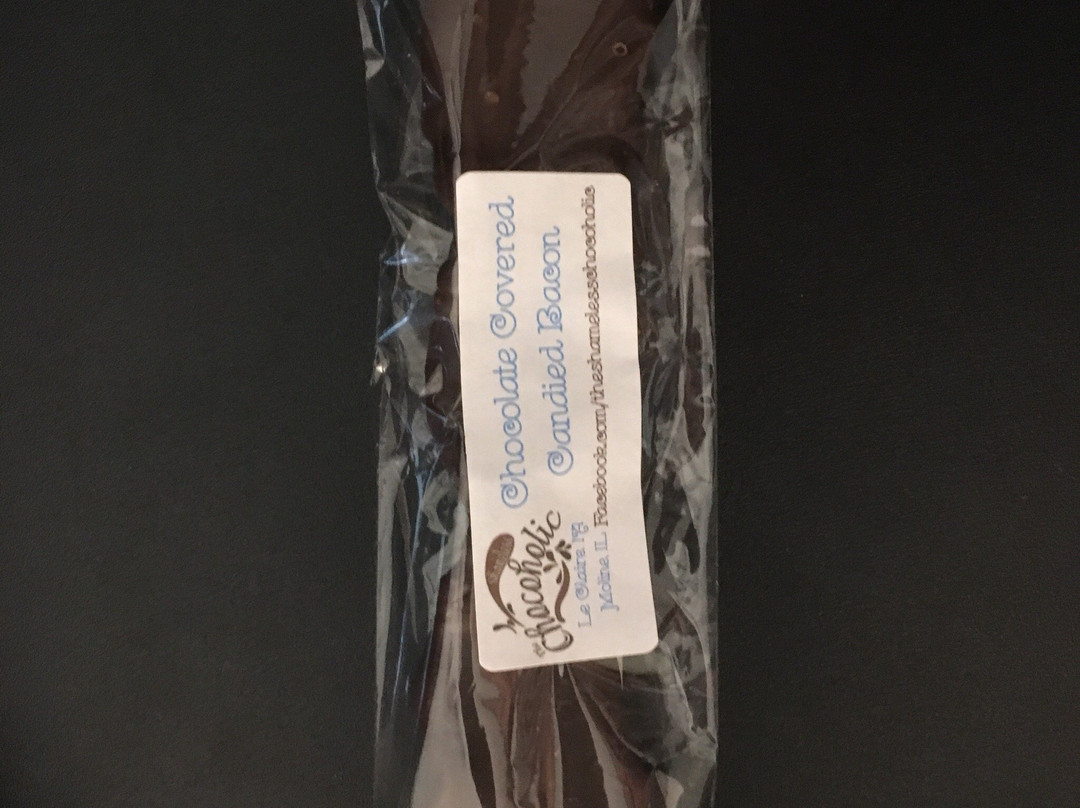 The
Chocoholic
Chocolate Covered
Candied Bacon
Le Claire IA
Moline IL Facebook.com/theshamelesschocoholic